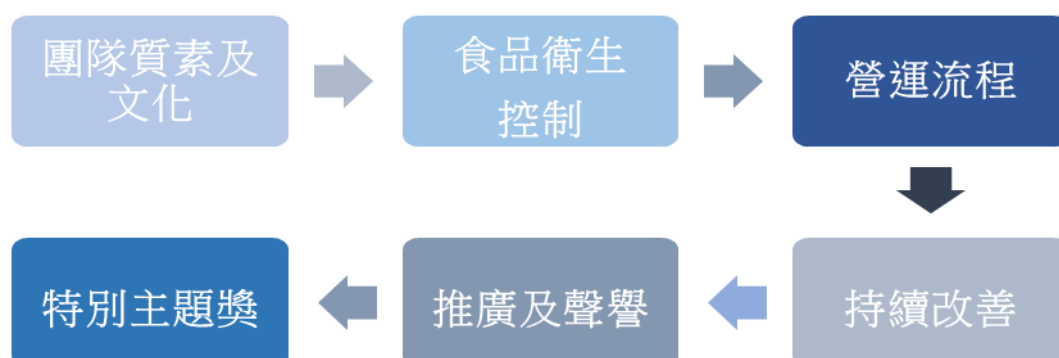 團隊質素及
文化
食品衛生
控制
營運流程
持續改善
推廣及聲譽
特別主題獎